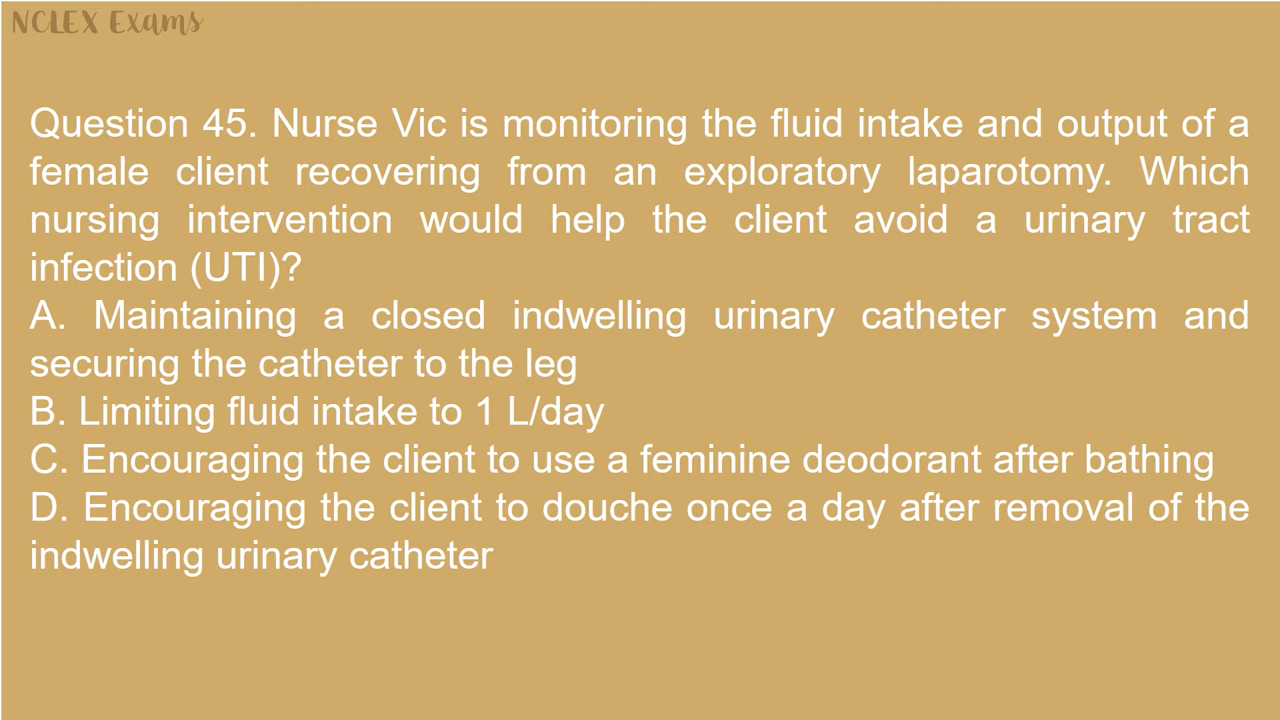 NCLEX Exams
Question 45. Nurse Vic is monitoring the fluid intake and output of a
female client recovering from an exploratory laparotomy. Which
nursing intervention would help the client avoid a urinary tract
infection (UTI)?
A. Maintaining a closed indwelling urinary catheter system and
securing the catheter to the leg
B. Limiting fluid intake to 1 L/day
C. Encouraging the client to use a feminine deodorant after bathing
D. Encouraging the client to douche once a day after removal of the
indwelling urinary catheter